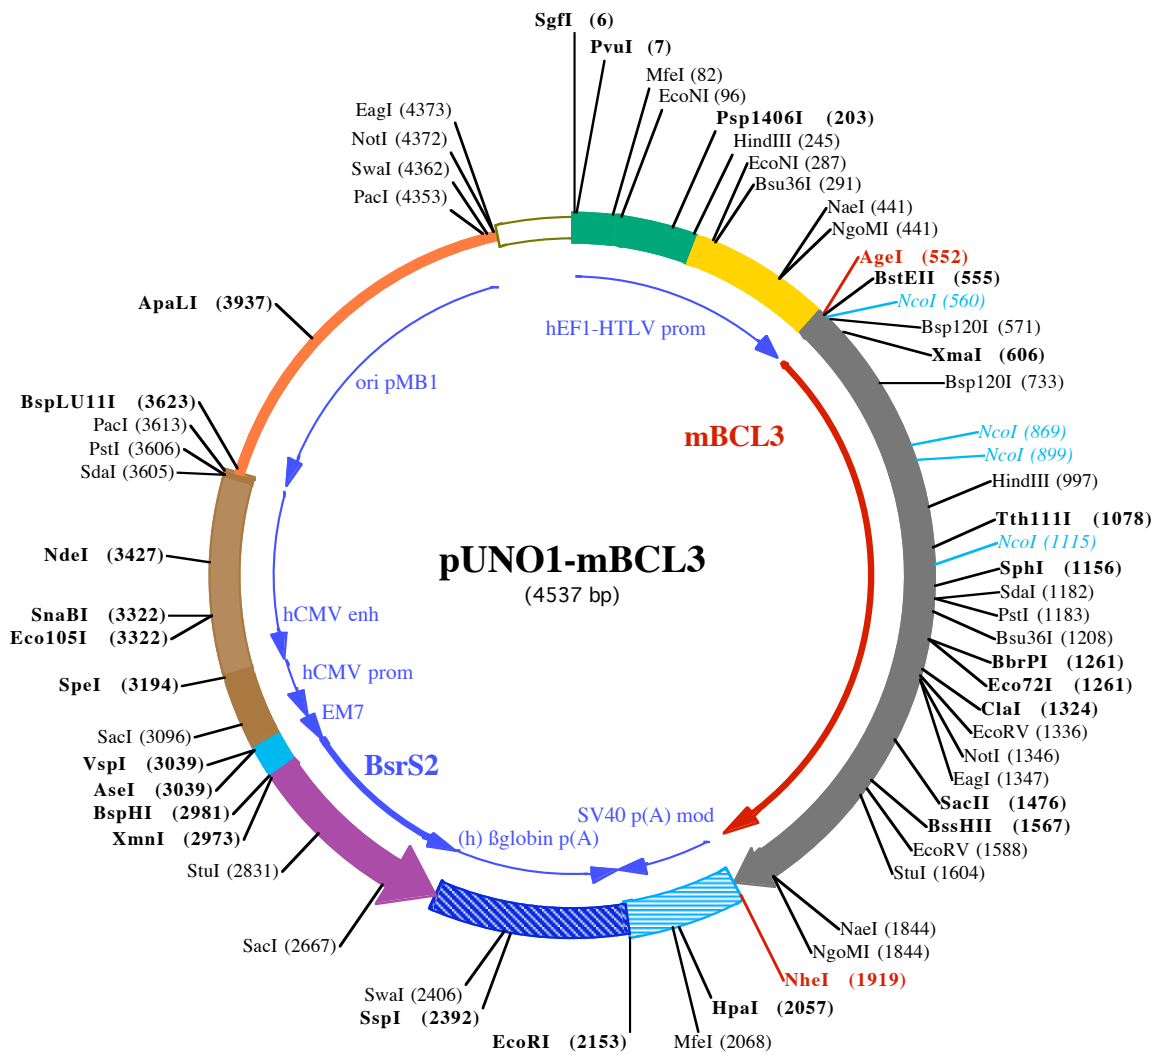 SgfI (6)
PvuI (7)
MfeI (82)
EcoNI (96)
Psp1406I (203)
HindIII (245)
EcoNI (287)
Bsu36I (291)
NaeI (441)
NgoMI (441)
AgeI (552)
BstEII (555)
NcoI (560)
Bsp120I (571)
XmaI (606)
Bsp120I (733)
NcoI (869)
NcoI (899)
HindIII (997)
Tth111I (1078)
NcoI (1115)
SphI (1156)
SdaI (1182)
PstI (1183)
Bsu36I (1208)
BbrPI (1261)
Eco72I (1261)
ClaI (1324)
EcoRV (1336)
NotI (1346)
EagI (1347)
SacII (1476)
BssHII (1567)
EcoRV (1588)
StuI (1604)
NaeI (1844)
NgoMI (1844)
NheI (1919)
HpaI (2057)
MfeI (2068)
EcoRI (2153)
SspI (2392)
SwaI (2406)
SacI (2667)
StuI (2831)
XmnI (2973)
BspHI (2981)
AseI (3039)
VspI (3039)
SacI (3096)
SpeI (3194)
Eco105I (3322)
SnaBI (3322)
NdeI (3427)
SdaI (3605)
PstI (3606)
PacI (3613)
BspLU11I (3623)
ApaLI (3937)
PacI (4353)
SwaI (4362)
NotI (4372)
EagI (4373)
hEF1-HTLV prom
ori pMB1
mBCL3
pUNO1-mBCL3
(4537 bp)
hCMV enh
hCMV prom
EM7
BsrS2
(h) ßglobin p(A)
SV40 p(A) mod